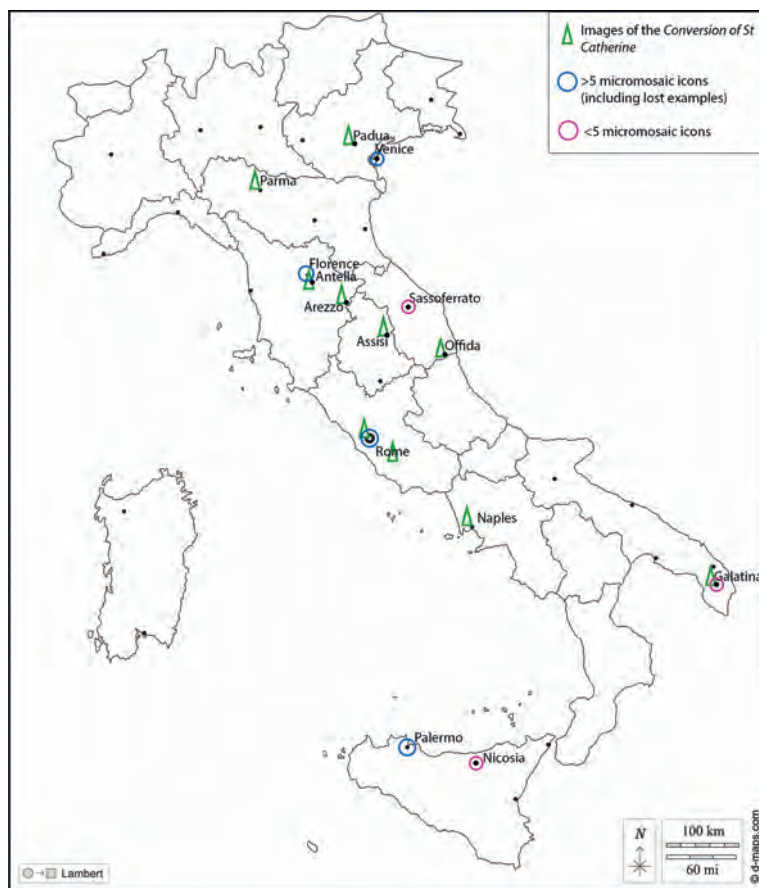 Images of the Conversion of St
Catherine
>5 micromosaic icons
(including lost examples)
<5 micromosaic icons
Padua
Venice
Parma
Florence
Antella
Arezzo
Sassoferrato
Assisi
Offida
Rome
Naples
Galatina
Palermo
Nicosia
N
100 km
60 mi
Lambert
© d-maps.com